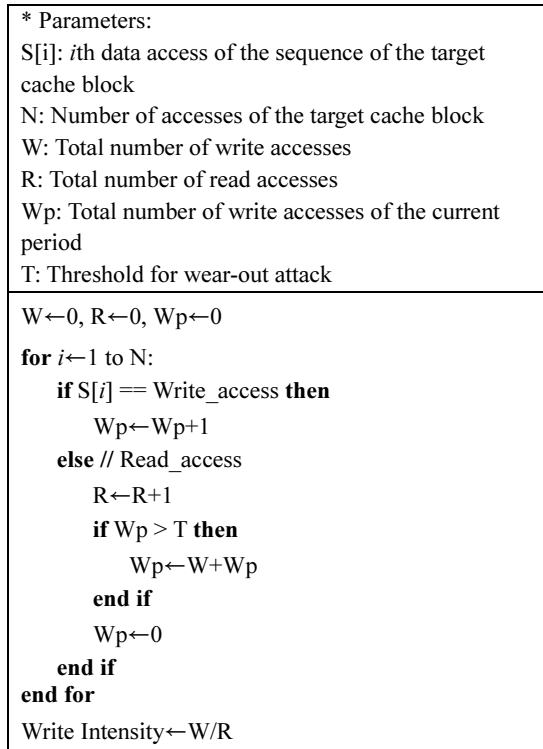 * Parameters:
S[i]: ith data access of the sequence of the target
cache block
N: Number of accesses of the target cache block
W: Total number of write accesses
R: Total number of read accesses
Wp: Total number of write accesses of the current
period
T: Threshold for wear-out attack
W←0, R←0, Wp←0
for i←1 to N:
if S[i] == Write_access then
Wp←Wp+1
else // Read_access
R←R+1
if Wp > T then
Wp←W+Wp
end if
Wp←0
end if
end for
Write Intensity←W/R